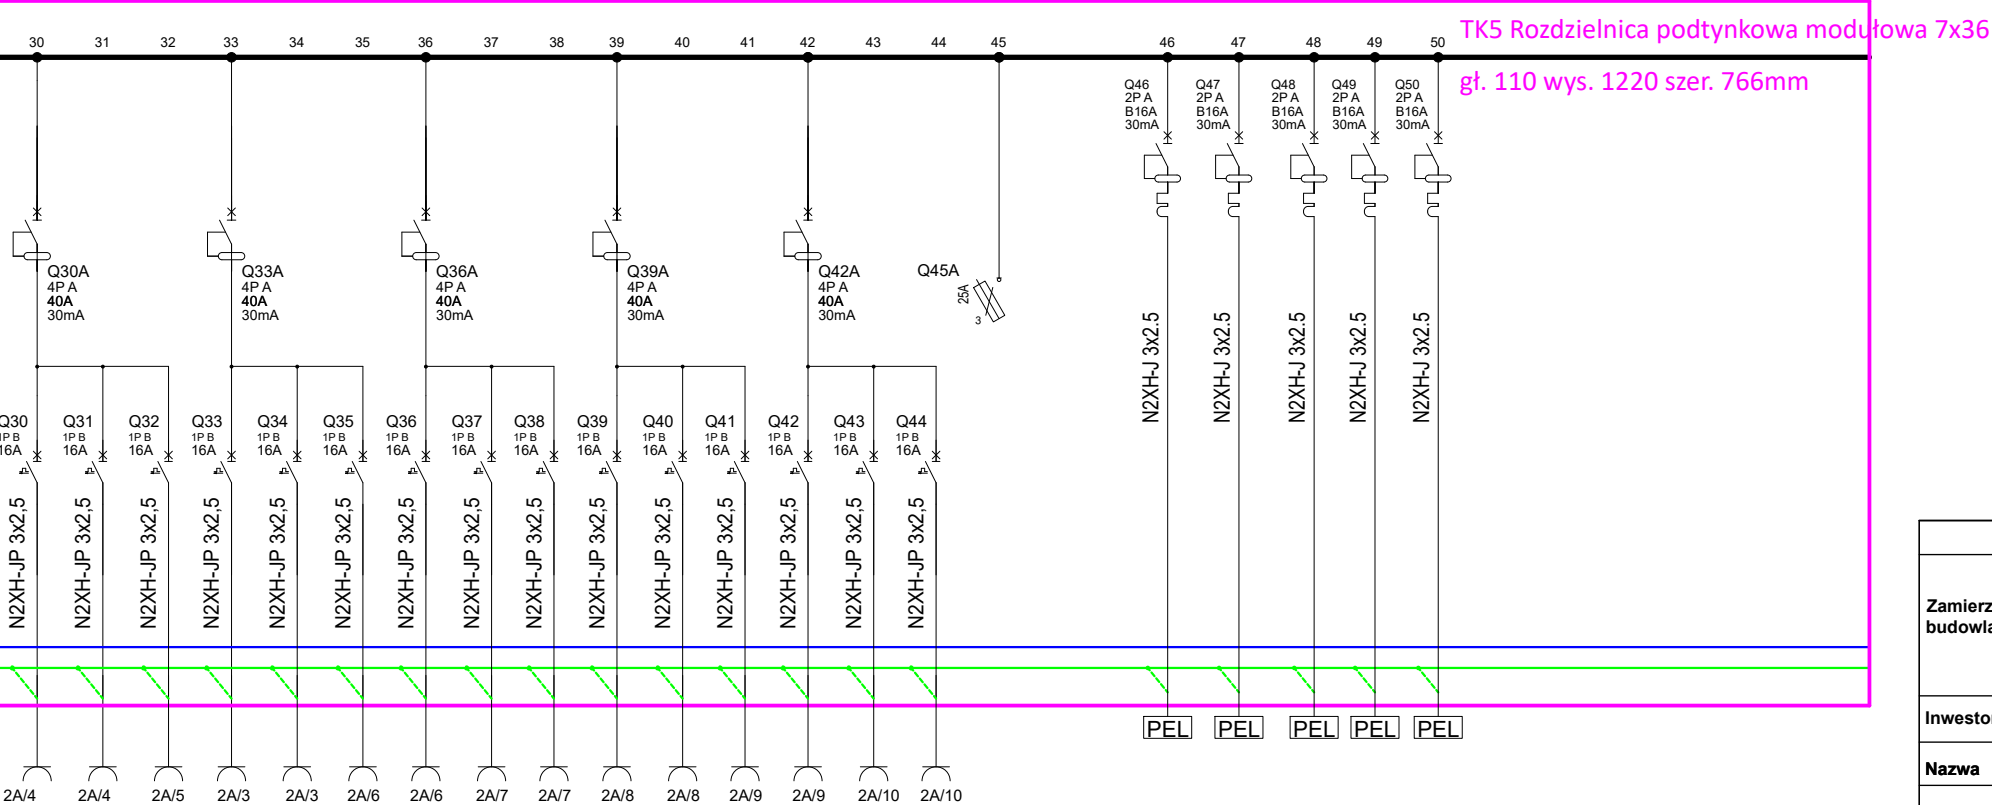 TK5 Rozdzielnica podtynkowa modułowa 7x36
gł. 110 wys. 1220 szer. 766mm
30 31 32 33 34 35 36 37 38 39 40 41 42 43 44 45 46 47 48 49 50
Q46 Q47 Q48 Q49 Q50
2P A 2P A 2P A 2P A 2P A
B16A B16A B16A B16A B16A
30mA 30mA 30mA 30mA 30mA
Q30A Q33A Q36A Q39A Q42A Q45A
4P A 4P A 4P A 4P A 4P A
40A 40A 40A 40A 40A 25A
30mA 30mA 30mA 30mA 30mA 3
N2XH-J 3x2.5 N2XH-J 3x2.5 N2XH-J 3x2.5 N2XH-J 3x2.5 N2XH-J 3x2.5
Q30 Q31 Q32 Q33 Q34 Q35 Q36 Q37 Q38 Q39 Q40 Q41 Q42 Q43 Q44
1P B 1P B 1P B 1P B 1P B 1P B 1P B 1P B 1P B 1P B 1P B 1P B 1P B 1P B 1P B
16A 16A 16A 16A 16A 16A 16A 16A 16A 16A 16A 16A 16A 16A 16A
N2XH-JP 3x2,5 N2XH-JP 3x2,5 N2XH-JP 3x2,5 N2XH-JP 3x2,5 N2XH-JP 3x2,5 N2XH-JP 3x2,5 N2XH-JP 3x2,5 N2XH-JP 3x2,5 N2XH-JP 3x2,5 N2XH-JP 3x2,5 N2XH-JP 3x2,5 N2XH-JP 3x2,5 N2XH-JP 3x2,5 N2XH-JP 3x2,5 N2XH-JP 3x2,5
PEL PEL PEL PEL PEL
2A/4 2A/4 2A/5 2A/3 2A/3 2A/6 2A/6 2A/7 2A/7 2A/8 2A/8 2A/9 2A/9 2A/10 2A/10
Zamierz
budowla
Inwestor
Nazwa